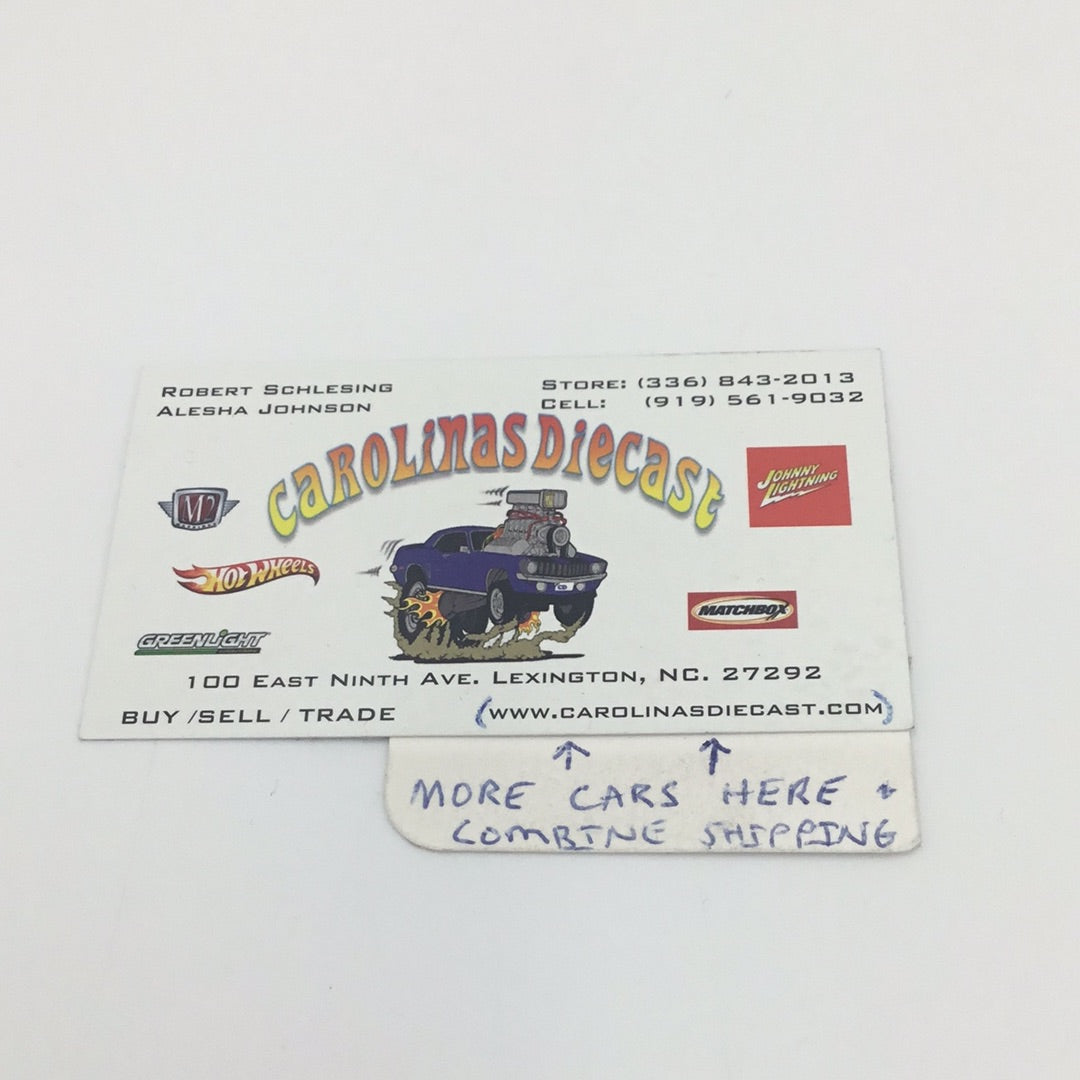 ROBERT SCHLESING
ALESHA JOHNSON
STORE: (336) 843-2013
CELL: (919) 561-9032
CAROLINAS DIECAST
M2
JOHNNY
LIGHTNING
HOT WHEELS
MATCHBOX
GREENLIGHT
100 EAST NINTH AVE. LEXINGTON, NC. 27292
BUY /SELL / TRADE
(WWW.CAROLINASDIECAST.COM)
↑ ↑
MORE CARS HERE +
COMBINE SHIPPING